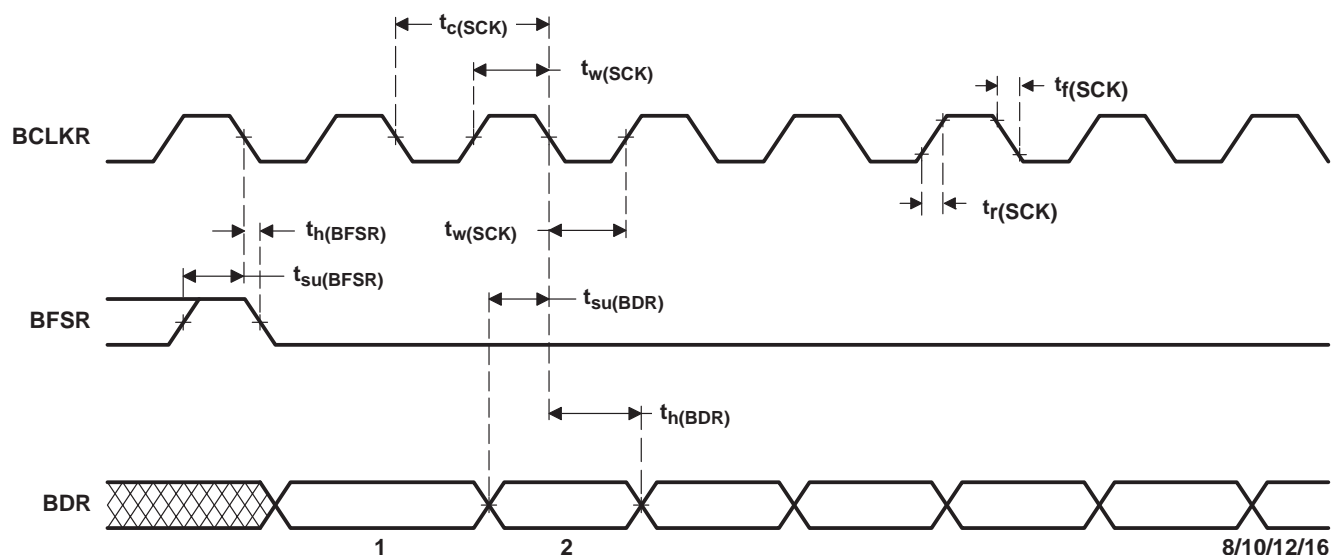 tc(SCK)
tw(SCK)
tf(SCK)
BCLKR
tr(SCK)
th(BFSR)
tw(SCK)
tsu(BFSR)
tsu(BDR)
BFSR
th(BDR)
BDR
1 2 8/10/12/16